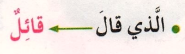 • الَّذي قالَ ← قائِلٌ